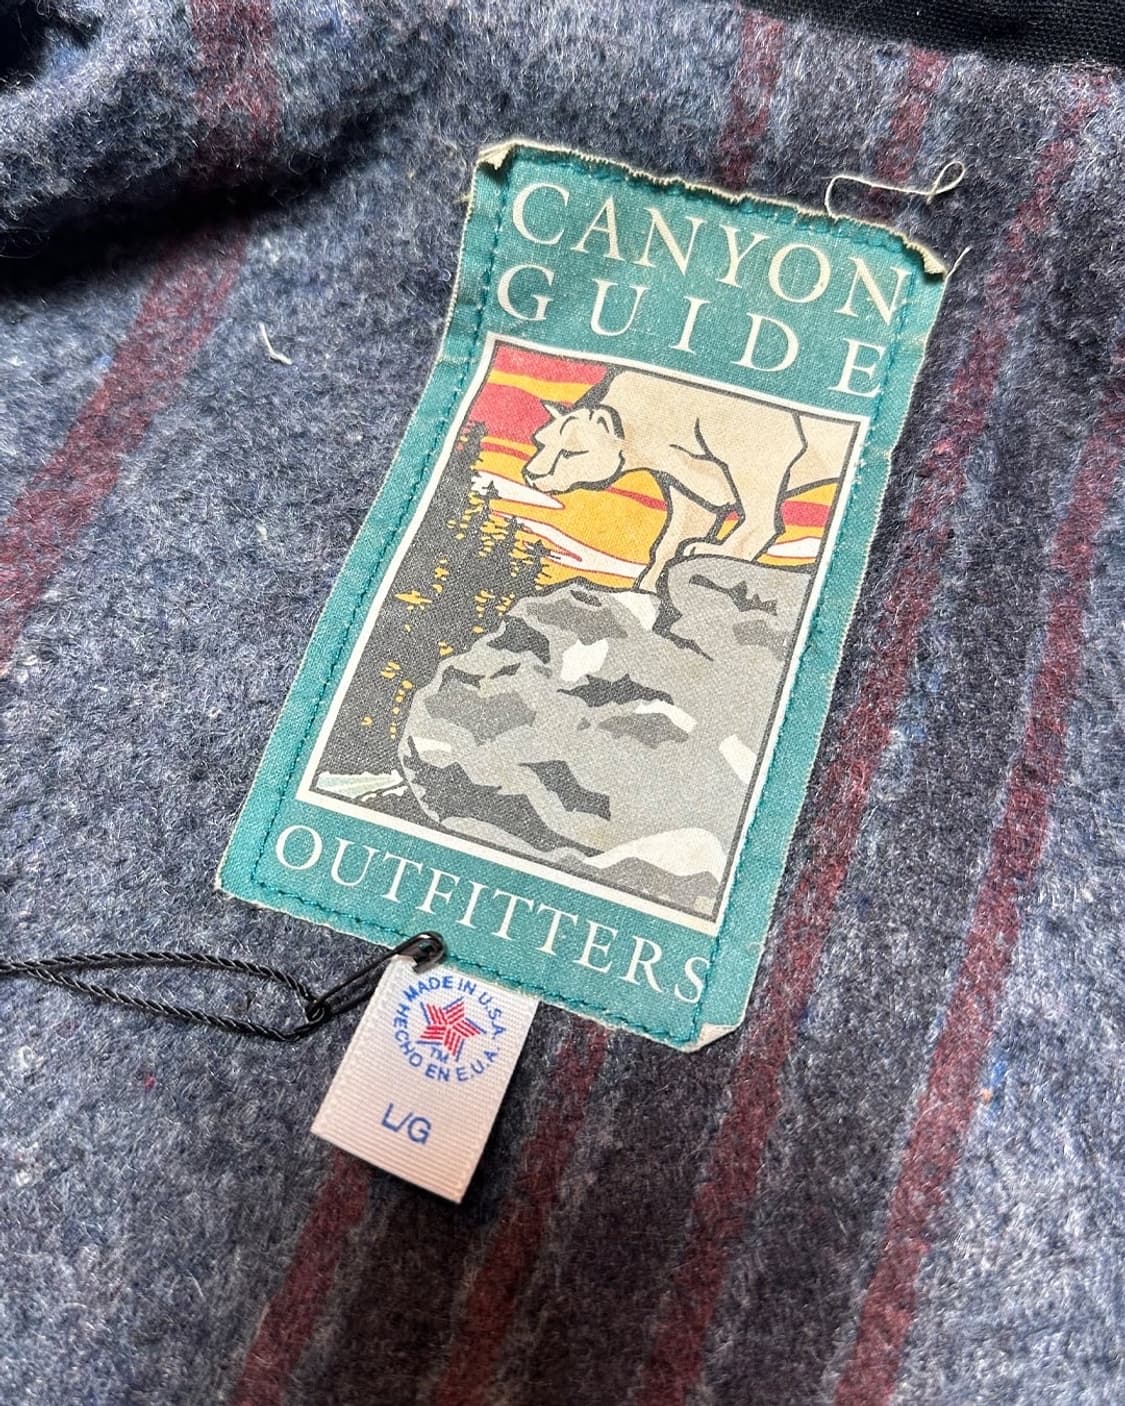 CANYON
GUIDE
OUTFITTERS
MADE IN U.S.A.
TM
HECHO EN E.U.A.
L/G